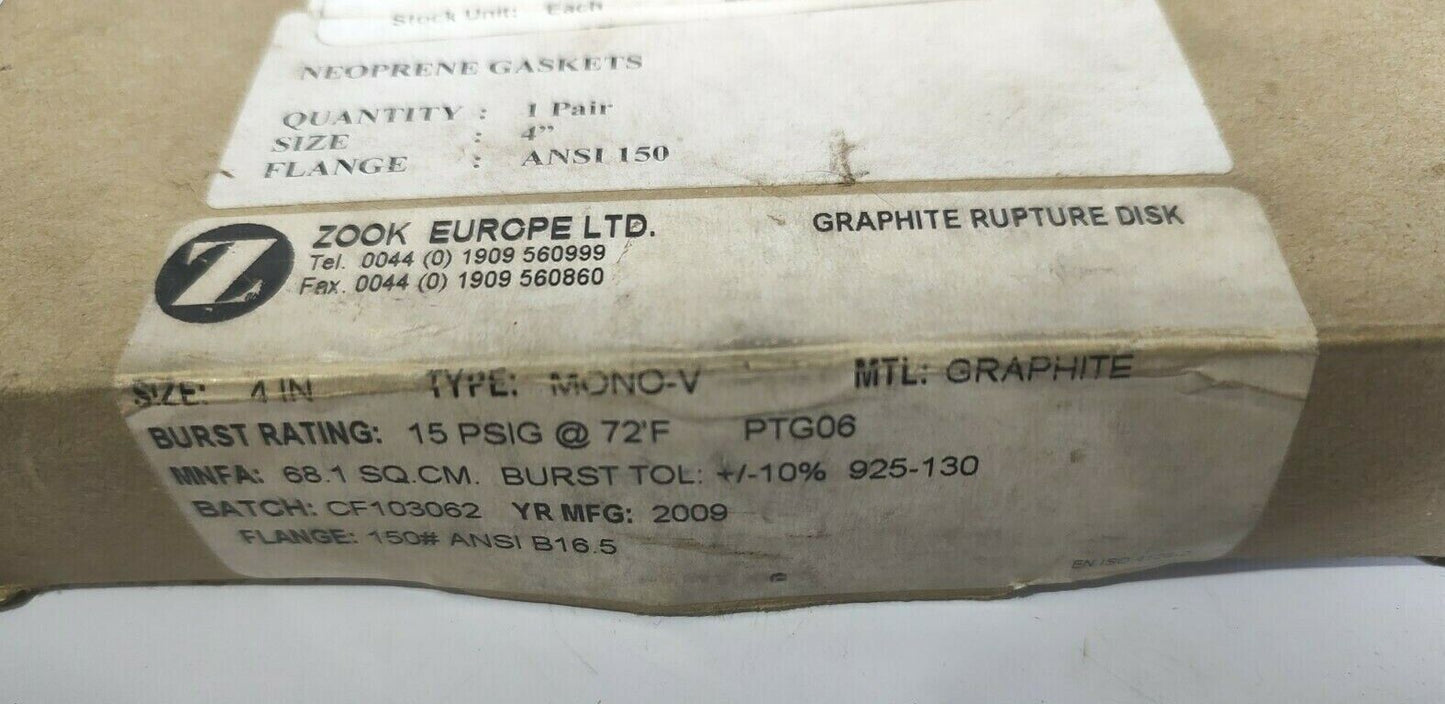 Stock Unit: Each
NEOPRENE GASKETS
QUANTITY : 1 Pair
SIZE : 4”
FLANGE : ANSI 150
Z
ZOOK EUROPE LTD. GRAPHITE RUPTURE DISK
Tel. 0044 (0) 1909 560999
Fax. 0044 (0) 1909 560860
SIZE: 4 IN TYPE: MONO-V MTL: GRAPHITE
BURST RATING: 15 PSIG @ 72'F PTG06
MNFA: 68.1 SQ.CM. BURST TOL: +/-10% 925-130
BATCH: CF103062 YR MFG: 2009
FLANGE: 150# ANSI B16.5
EN ISO